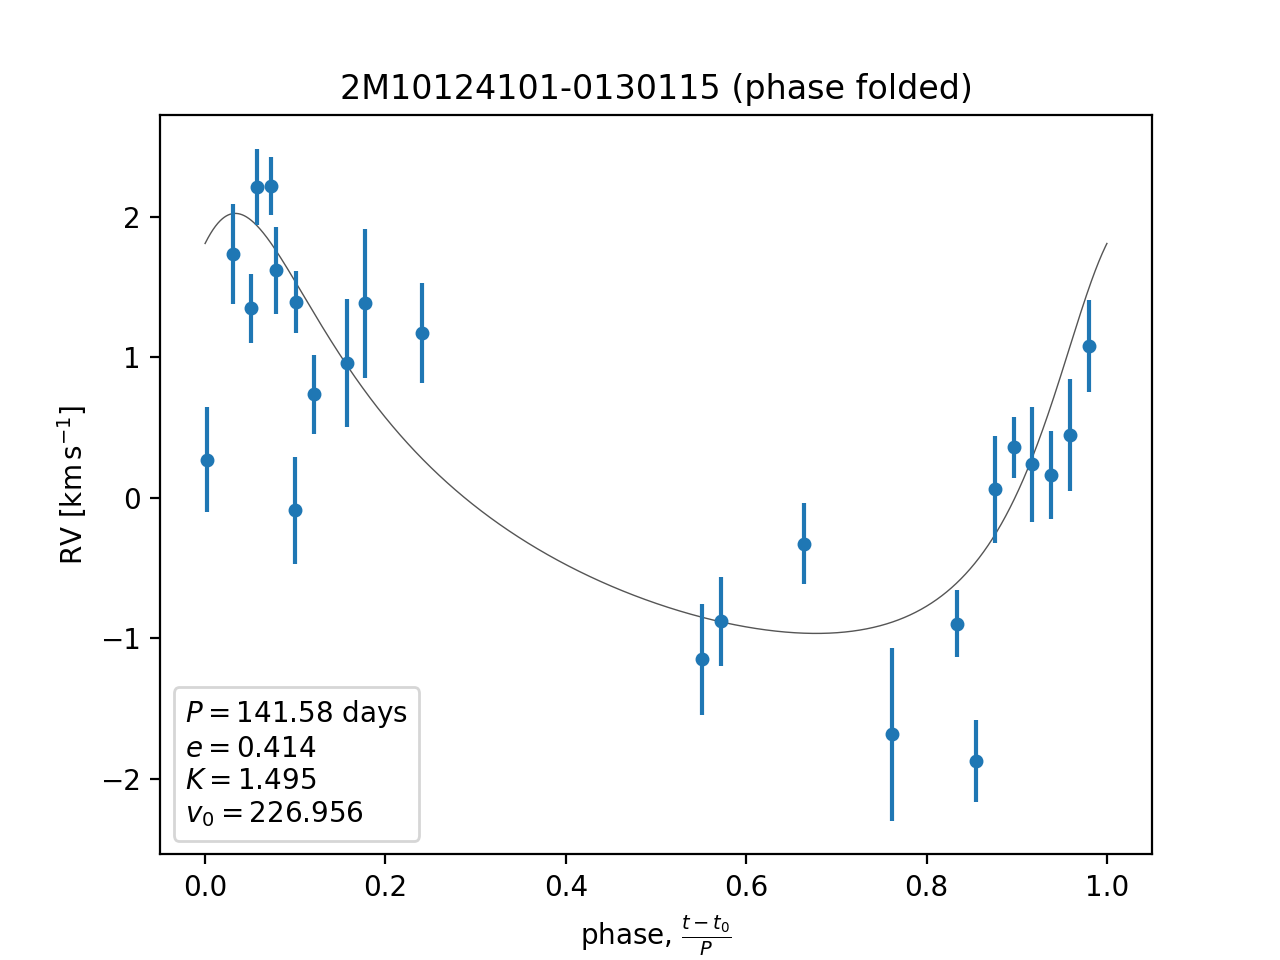 2M10124101-0130115 (phase folded)
RV [km s⁻¹]
2
1
0
−1
−2
P = 141.58 days
e = 0.414
K = 1.495
v₀ = 226.956
0.0 0.2 0.4 0.6 0.8 1.0
phase, (t − t₀)/P